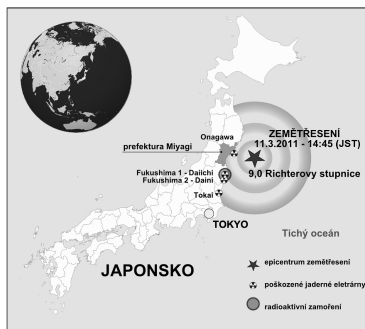 Onagawa
ZEMĚTŘESENÍ
11.3.2011 - 14:45 (JST)
prefektura Miyagi
9,0 Richterovy stupnice
Fukushima 1 - Daiichi
Fukushima 2 - Daini
Tokai
TOKYO
Tichý oceán
JAPONSKO
epicentrum zemětřesení
poškozené jaderné eletrárny
radioaktivní zamoření